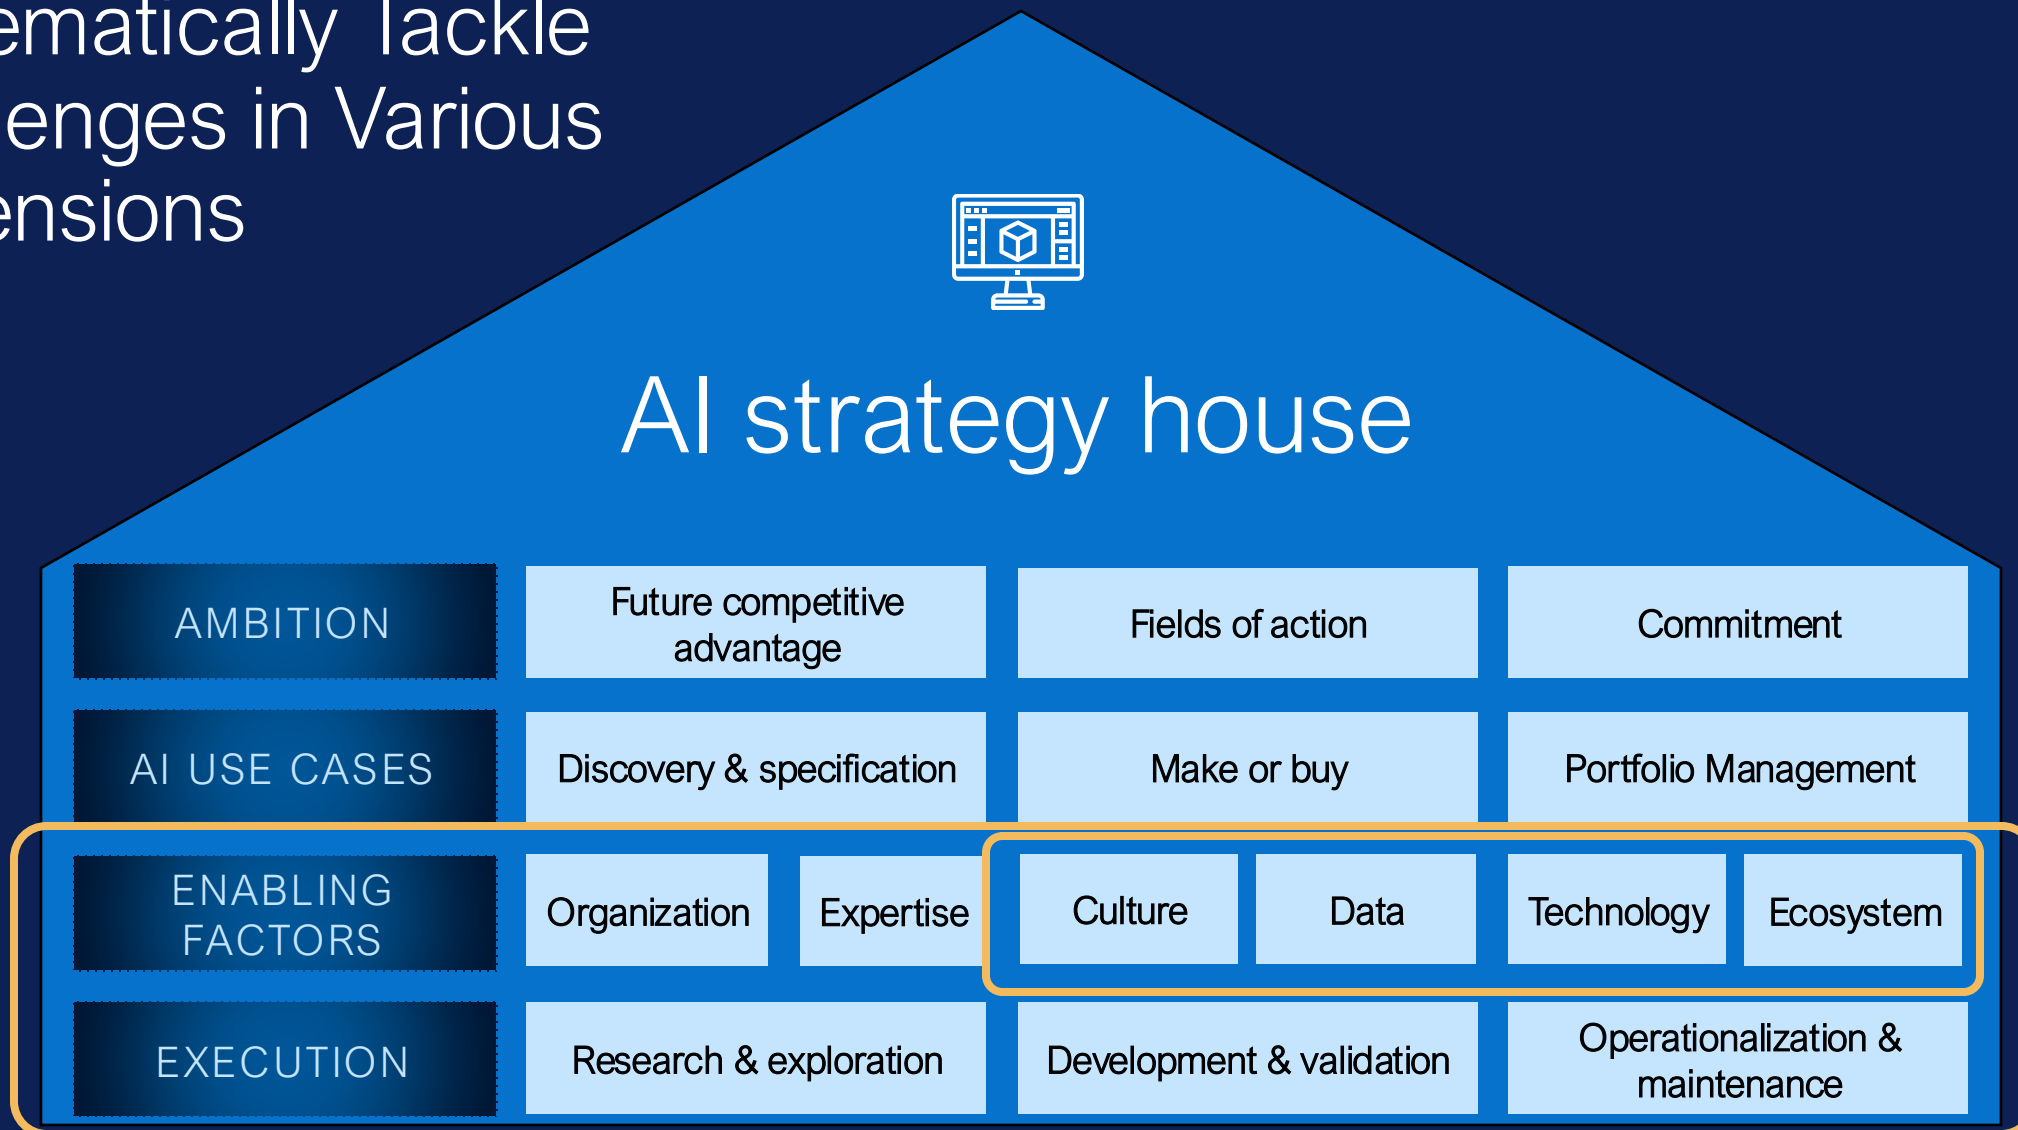 ematically Tackle
enges in Various
ensions
AI strategy house
AMBITION
Future competitive
advantage
Fields of action
Commitment
AI USE CASES
Discovery & specification
Make or buy
Portfolio Management
ENABLING
FACTORS
Organization
Expertise
Culture
Data
Technology
Ecosystem
EXECUTION
Research & exploration
Development & validation
Operationalization &
maintenance